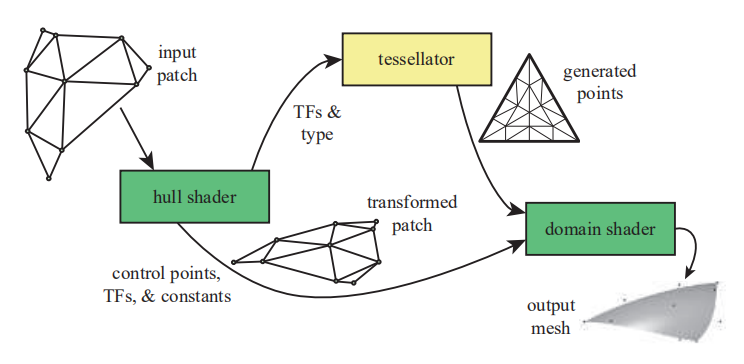 input
patch
tessellator
generated
points
TFs &
type
hull shader
transformed
patch
domain shader
control points,
TFs, & constants
output
mesh